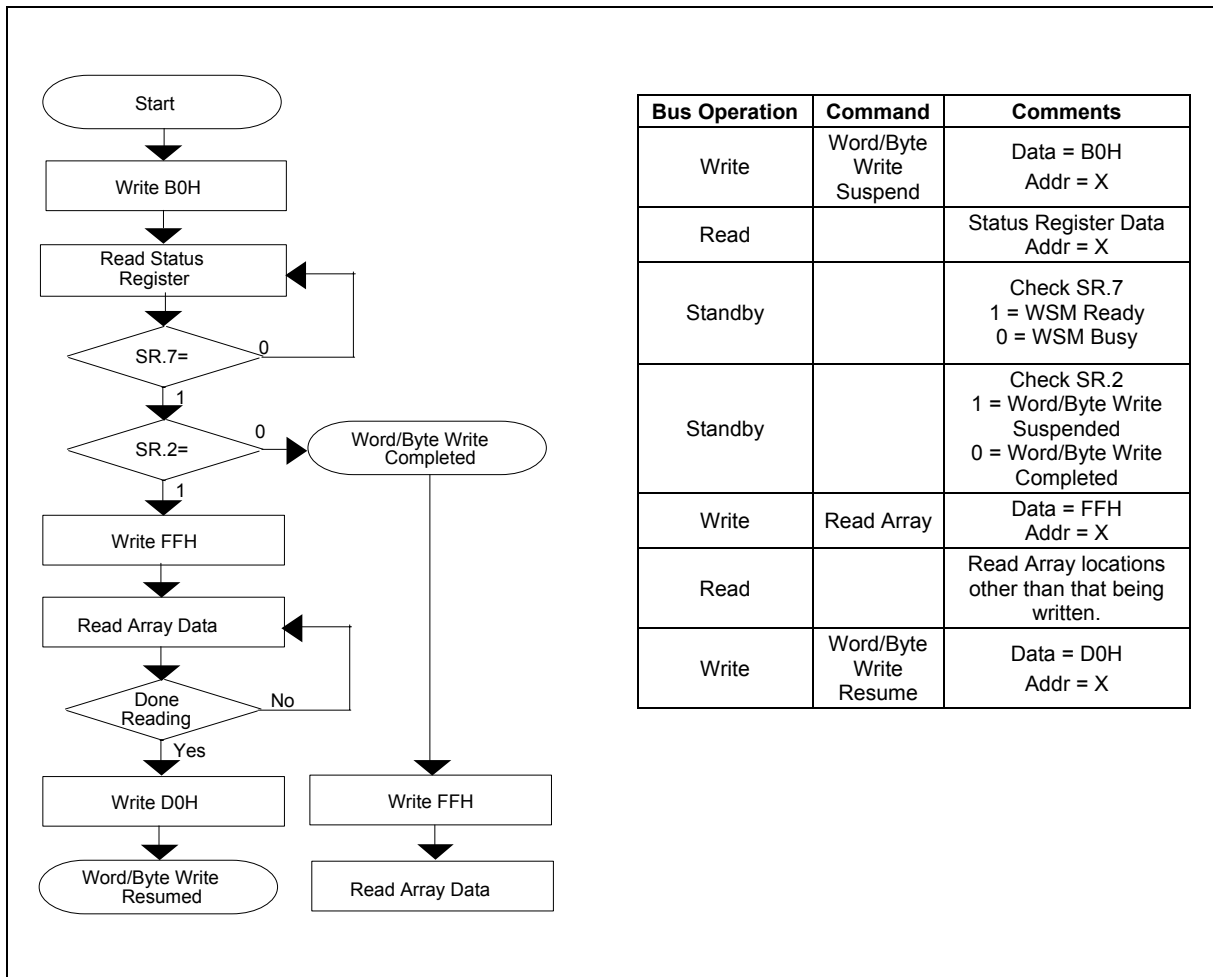 Start
Write B0H
Read Status
Register
SR.7=
0
1
SR.2=
0
1
Word/Byte Write
Completed
Write FFH
Read Array Data
Done
Reading
No
Yes
Write D0H
Write FFH
Word/Byte Write
Resumed
Read Array Data
Bus Operation Command Comments
Write
Word/Byte
Write
Suspend
Data = B0H
Addr = X
Read
Status Register Data
Addr = X
Standby
Check SR.7
1 = WSM Ready
0 = WSM Busy
Standby
Check SR.2
1 = Word/Byte Write
Suspended
0 = Word/Byte Write
Completed
Write
Read Array
Data = FFH
Addr = X
Read
Read Array locations
other than that being
written.
Write
Word/Byte
Write
Resume
Data = D0H
Addr = X